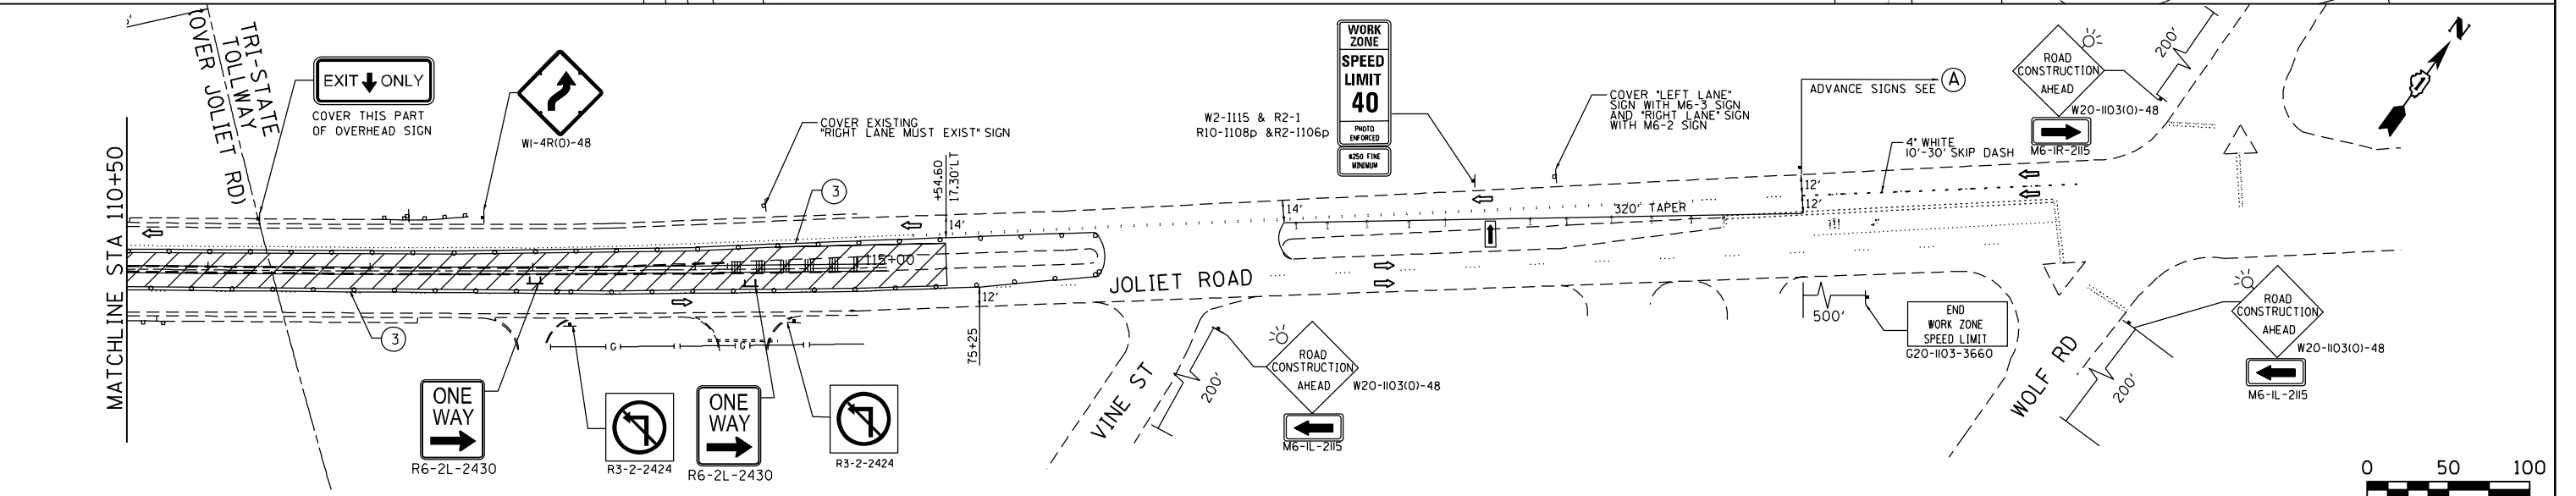 TRI-STATE
TOLLWAY
(OVER JOLIET RD)
EXIT ONLY
COVER THIS PART
OF OVERHEAD SIGN
W1-4R(O)-48
COVER EXISTING
"RIGHT LANE MUST EXIST" SIGN
3
+54.60
17.30'LT
14'
W2-I115 & R2-1
R10-I108p &R2-I106p
WORK
ZONE
SPEED
LIMIT
40
PHOTO
ENFORCED
$250 FINE
MINIMUM
COVER "LEFT LANE"
SIGN WITH M6-3 SIGN
AND "RIGHT LANE" SIGN
WITH M6-2 SIGN
ADVANCE SIGNS SEE
A
4" WHITE
10'-30' SKIP DASH
ROAD
CONSTRUCTION
AHEAD
W20-I103(O)-48
M6-1R-2115
200'
N
MATCHLINE STA 110+50
115+00
14'
320' TAPER
12'
12'
JOLIET ROAD
3
12'
75+25
G
G
ONE
WAY
R6-2L-2430
R3-2-2424
ONE
WAY
R6-2L-2430
R3-2-2424
VINE ST
200'
ROAD
CONSTRUCTION
AHEAD
W20-I103(O)-48
M6-1L-2115
500'
END
WORK ZONE
SPEED LIMIT
G20-I103-3660
WOLF RD
200'
ROAD
CONSTRUCTION
AHEAD
W20-I103(O)-48
M6-1L-2115
0 50 100